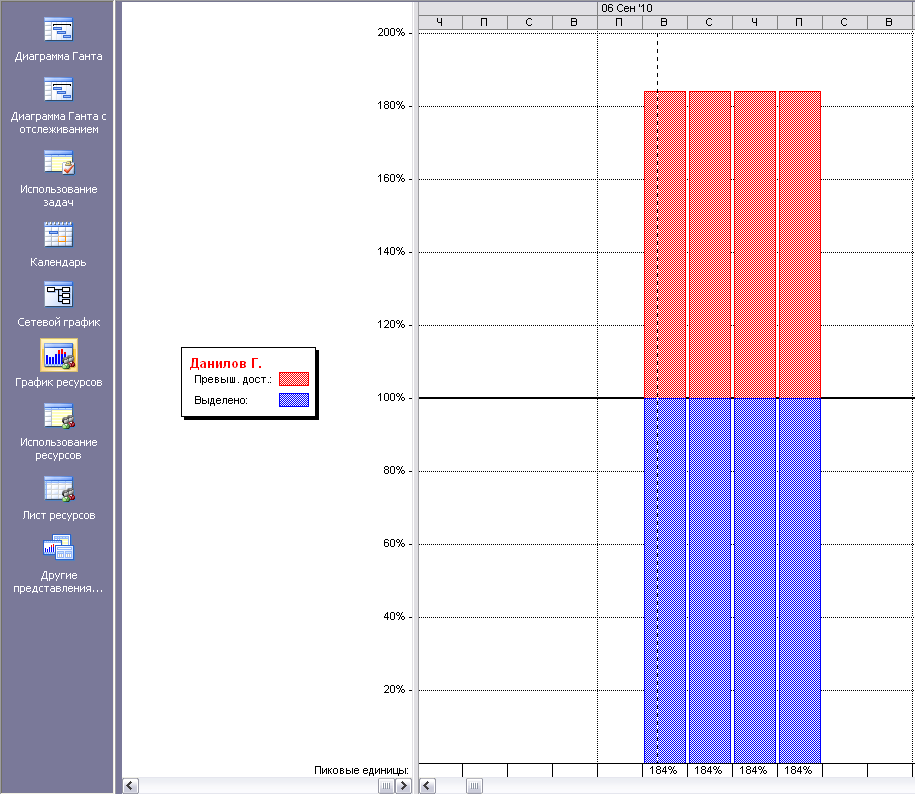 Диаграмма Ганта
Диаграмма Ганта с
отслеживанием
Использование
задач
Календарь
Сетевой график
График ресурсов
Использование
ресурсов
Лист ресурсов
Другие
представления...
Данилов Г.
Превыш. дост.:
Выделено:
200%
180%
160%
140%
120%
100%
80%
60%
40%
20%
Пиковые единицы:
06 Сен '10
Ч П С В П В С Ч П С В
184% 184% 184% 184%